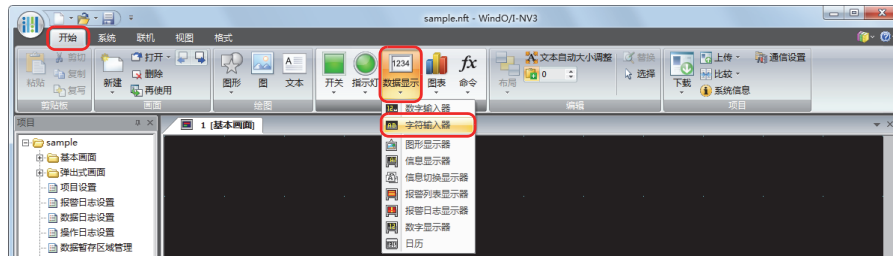 sample.nft - WindO/I-NV3
开始 系统 联机 视图 格式
粘贴 剪切 复制 复写
新建 打开 删除 再使用
图形 图 文本
开关 指示灯 1234 数据显示 图表 fx 命令
布局 文本自动大小调整 0 替换 选择
下载 上传 比较 系统信息 通信设置
剪贴板 画面 绘图 编辑 项目
项目
1 [基本画面]
sample
基本画面
弹出式画面
项目设置
报警日志设置
数据日志设置
操作日志设置
数据暂存区域管理
数字输入器
字符输入器
图形显示器
信息显示器
信息切换显示器
报警列表显示器
报警日志显示器
数字显示器
日历